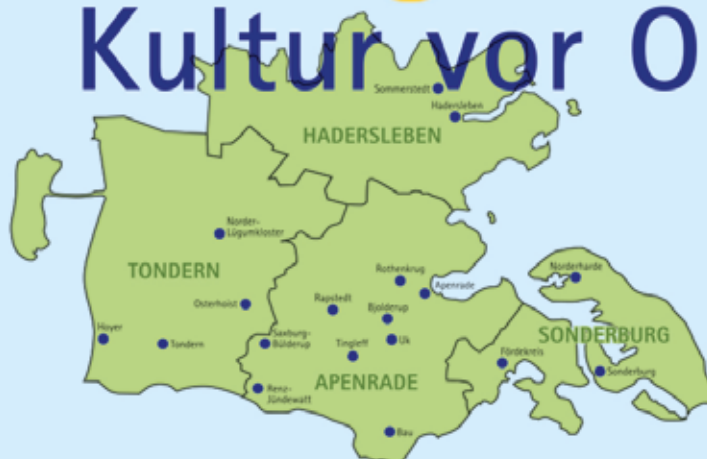 Kultur vor O
Sommerstedt
Hadersleben
HADERSLEBEN
Norder-
Lügumkloster
TONDERN
Rothenkrug
Apenrade
Norderharde
Osterhoist
Rapstedt
Bjolderup
Hoyer
Tondern
Saxburg-
Bülderup
Tingleff
Uk
SONDERBURG
Fördekreis
Sonderburg
APENRADE
Renz-
Jündewatt
Bau